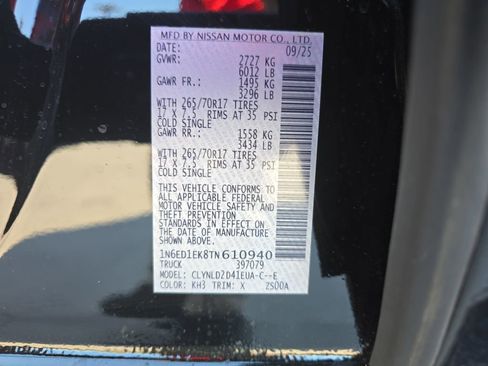 MFD BY NISSAN MOTOR CO., LTD.
DATE: 09/25
GVWR: 2727 KG
6012 LB
GAWR FR.: 1495 KG
3296 LB
WITH 265/70R17 TIRES
17 X 7.5 RIMS AT 35 PSI
COLD SINGLE
GAWR RR.: 1558 KG
3434 LB
WITH 265/70R17 TIRES
17 X 7.5 RIMS AT 35 PSI
COLD SINGLE
THIS VEHICLE CONFORMS TO
ALL APPLICABLE FEDERAL
MOTOR VEHICLE SAFETY AND
THEFT PREVENTION
STANDARDS IN EFFECT ON
THE DATE OF MANUFACTURE
SHOWN ABOVE.
1N6ED1EK8TN610940
TRUCK 397079
MODEL: CLYNLDZD41EUA-C--E
COLOR: KH3 TRIM: X ZS00A